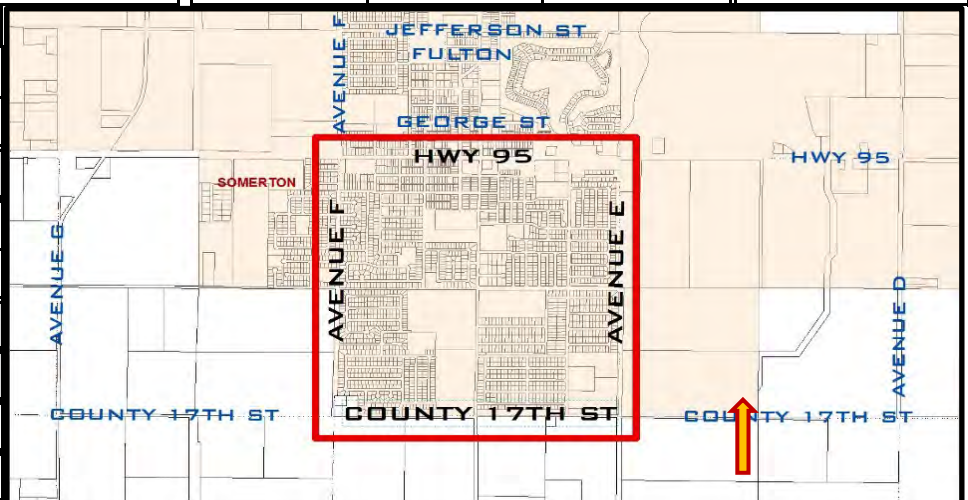 AVENUE F
JEFFERSON ST
FULTON
GEORGE ST
HWY 95
HWY 95
SOMERTON
AVENUE G
AVENUE F
AVENUE E
AVENUE D
COUNTY 17TH ST
COUNTY 17TH ST
COUNTY 17TH ST